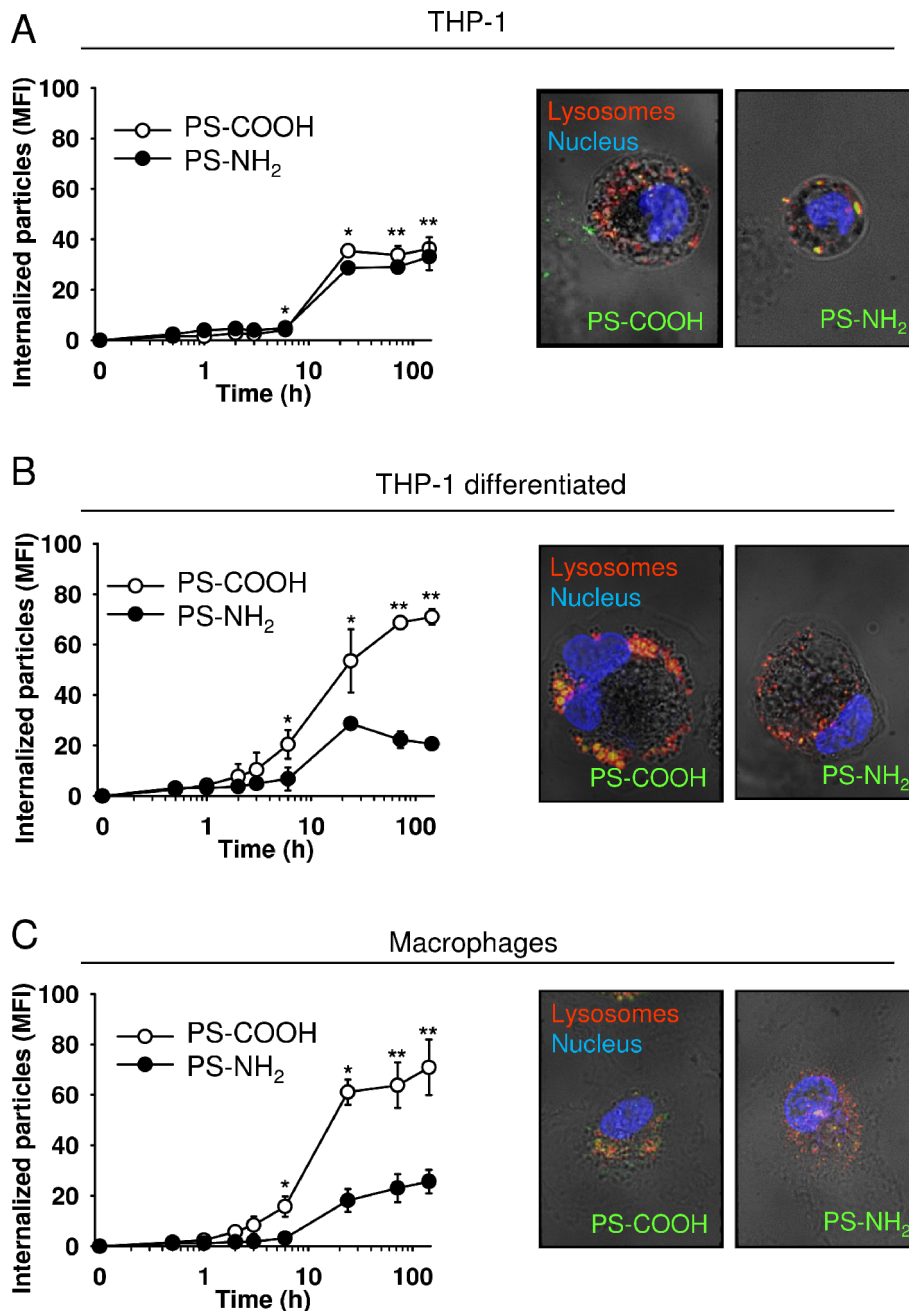 A
THP-1
Internalized particles (MFI)
100
80
60
40
20
0
PS-COOH
PS-NH₂
*
*
**
**
0
1
10
100
Time (h)
Lysosomes
Nucleus
PS-COOH
PS-NH₂
B
THP-1 differentiated
Internalized particles (MFI)
100
80
60
40
20
0
PS-COOH
PS-NH₂
*
*
**
**
0
1
10
100
Time (h)
Lysosomes
Nucleus
PS-COOH
PS-NH₂
C
Macrophages
Internalized particles (MFI)
100
80
60
40
20
0
PS-COOH
PS-NH₂
*
*
**
**
0
1
10
100
Time (h)
Lysosomes
Nucleus
PS-COOH
PS-NH₂